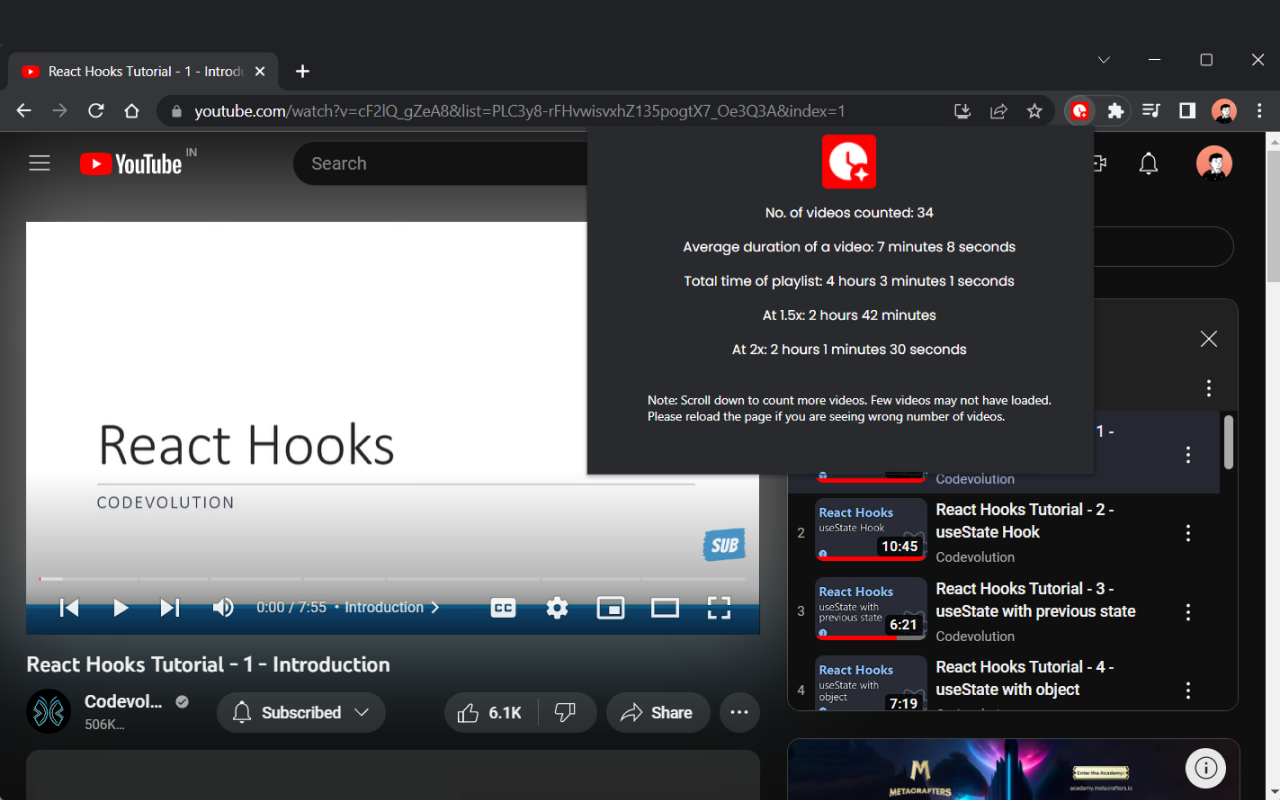 React Hooks Tutorial - 1 - Introdu
youtube.com/watch?v=cF2lQ_gZeA8&list=PLC3y8-rFHvwisvxhZ135pogtX7_Oe3Q3A&index=1
YouTube IN
Search
No. of videos counted: 34
Average duration of a video: 7 minutes 8 seconds
Total time of playlist: 4 hours 3 minutes 1 seconds
At 1.5x: 2 hours 42 minutes
At 2x: 2 hours 1 minutes 30 seconds
Note: Scroll down to count more videos. Few videos may not have loaded.
Please reload the page if you are seeing wrong number of videos.
React Hooks
CODEVOLUTION
SUB
0:00 / 7:55 • Introduction
CC
React Hooks Tutorial - 1 - Introduction
Codevol...
506K...
Subscribed
6.1K
Share
...
1 -
Codevolution
2
React Hooks
useState Hook
10:45
React Hooks Tutorial - 2 -
useState Hook
Codevolution
3
React Hooks
useState with
previous state
6:21
React Hooks Tutorial - 3 -
useState with previous state
Codevolution
4
React Hooks
useState with
object
7:19
React Hooks Tutorial - 4 -
useState with object
METACRAFTERS
Enter the Academy
academy.metacrafters.io